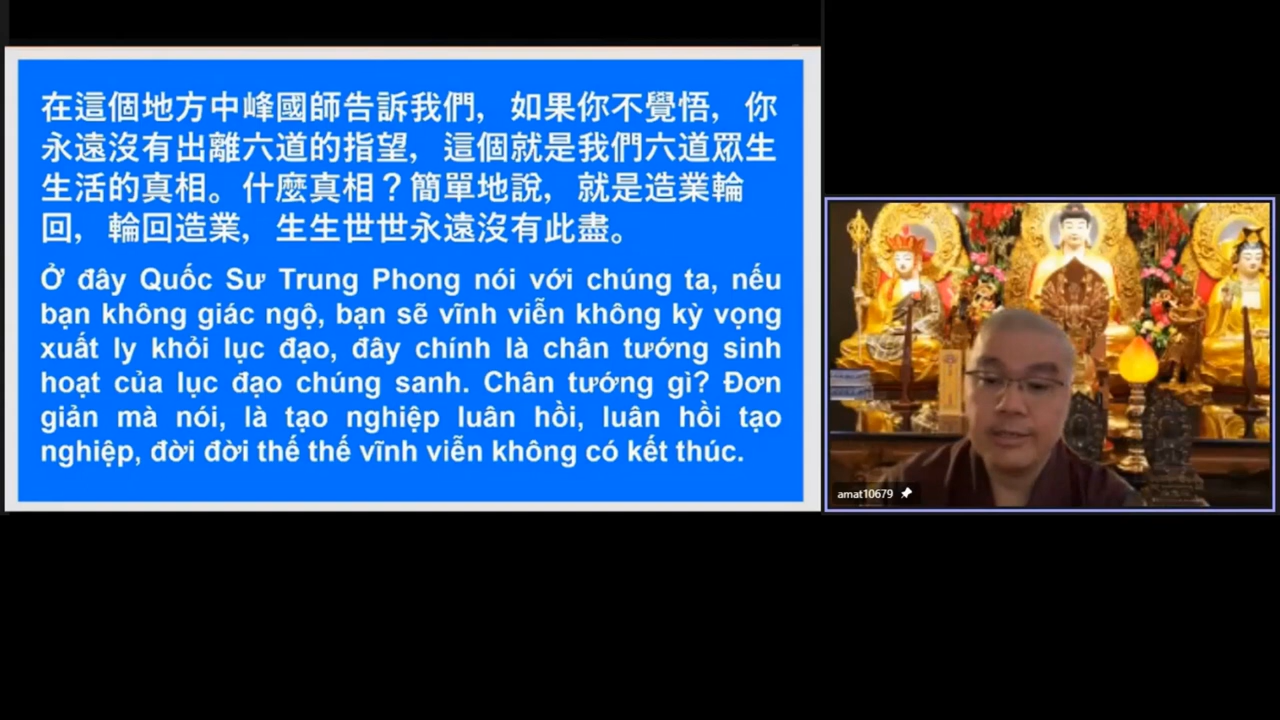 在這個地方中峰國師告訴我們，如果你不覺悟，你
永遠沒有出離六道的指望，這個就是我們六道眾生
生活的真相。什麼真相？簡單地說，就是造業輪
回，輪回造業，生生世世永遠沒有此盡。
Ở đây Quốc Sư Trung Phong nói với chúng ta, nếu
bạn không giác ngộ, bạn sẽ vĩnh viễn không kỳ vọng
xuất ly khỏi lục đạo, đây chính là chân tướng sinh
hoạt của lục đạo chúng sanh. Chân tướng gì? Đơn
giản mà nói, là tạo nghiệp luân hồi, luân hồi tạo
nghiệp, đời đời thế thế vĩnh viễn không có kết thúc.
amat10679